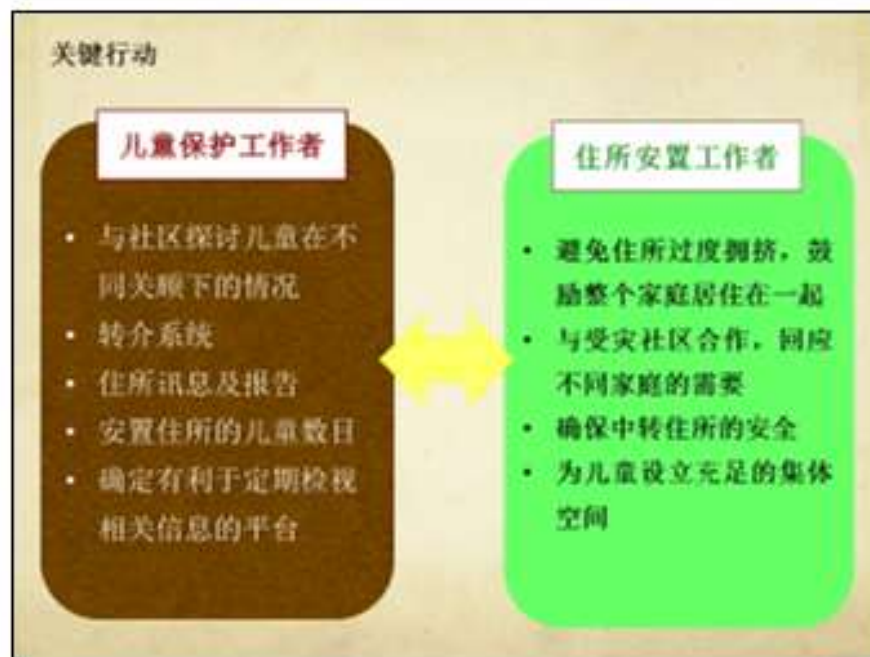 关键行动
儿童保护工作者
• 与社区探讨儿童在不
同关顾下的情况
• 转介系统
• 住所讯息及报告
• 安置住所的儿童数目
• 确定有利于定期检视
相关信息的平台
住所安置工作者
• 避免住所过度拥挤，鼓
励整个家庭居住在一起
• 与受灾社区合作，回应
不同家庭的需要
• 确保中转住所的安全
• 为儿童设立充足的集体
空间